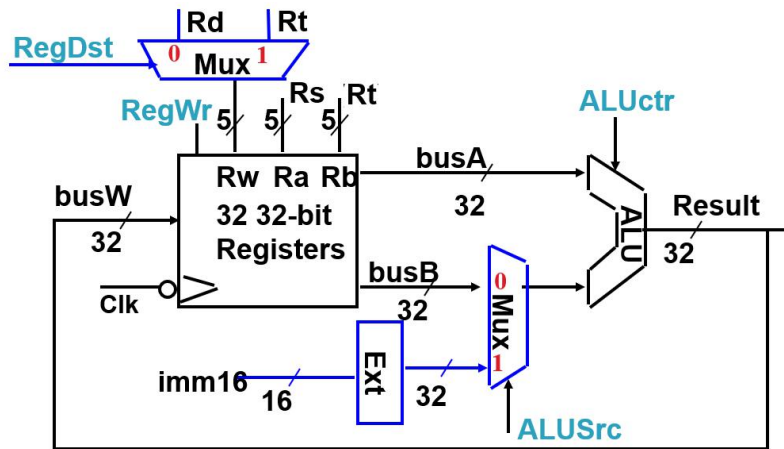 Rd Rt
RegDst 0 1
Mux
RegWr 5 5 Rs 5 Rt
ALUctr
busW 32
Rw Ra Rb
32 32-bit
Registers
busA 32
busB 32
Clk
0
Mux
1
ALU
Result
32
imm16 16
Ext
32
ALUSrc